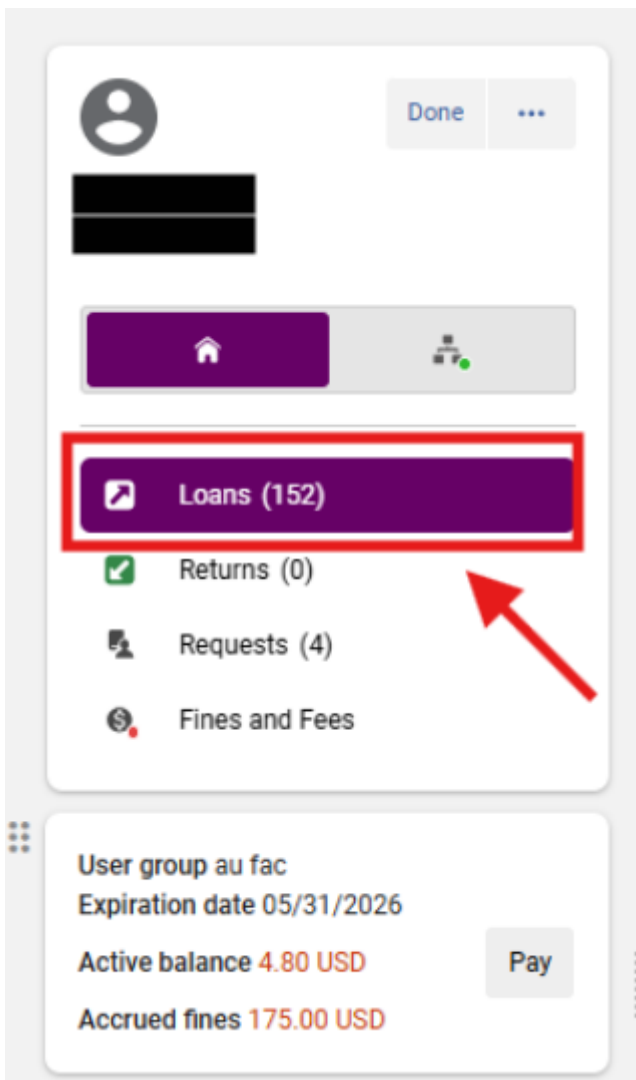 Done
Loans (152)
Returns (0)
Requests (4)
Fines and Fees
User group au fac
Expiration date 05/31/2026
Active balance 4.80 USD
Pay
Accrued fines 175.00 USD